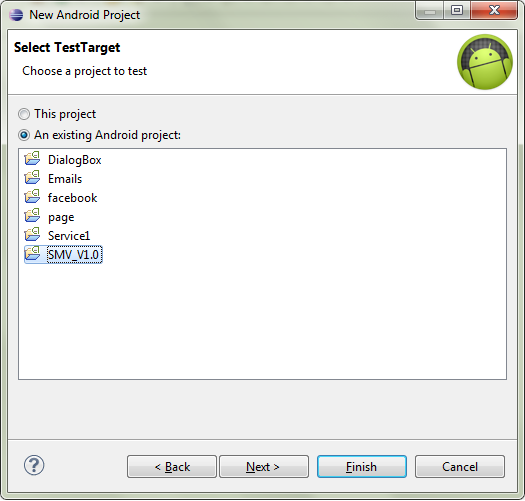 New Android Project
Select TestTarget
Choose a project to test
This project
An existing Android project:
DialogBox
Emails
facebook
page
Service1
SMV_V1.0
?
< Back
Next >
Finish
Cancel